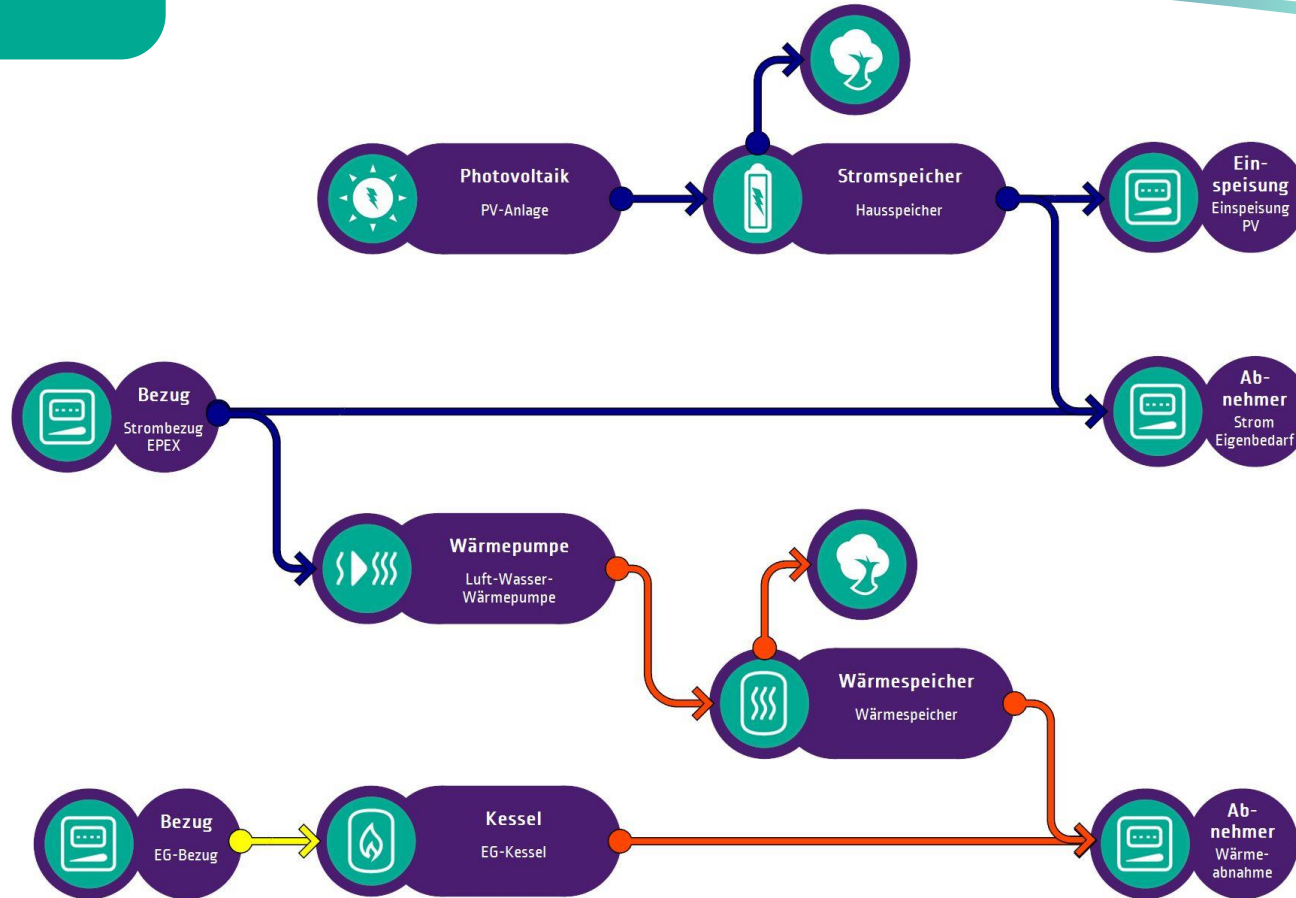 Photovoltaik
PV-Anlage
Stromspeicher
Hausspeicher
Ein-
speisung
Einspeisung
PV
Bezug
Strombezug
EPEX
Ab-
nehmer
Strom
Eigenbedarf
Wärmepumpe
Luft-Wasser-
Wärmepumpe
Wärmespeicher
Wärmespeicher
Bezug
EG-Bezug
Kessel
EG-Kessel
Ab-
nehmer
Wärme-
abnahme